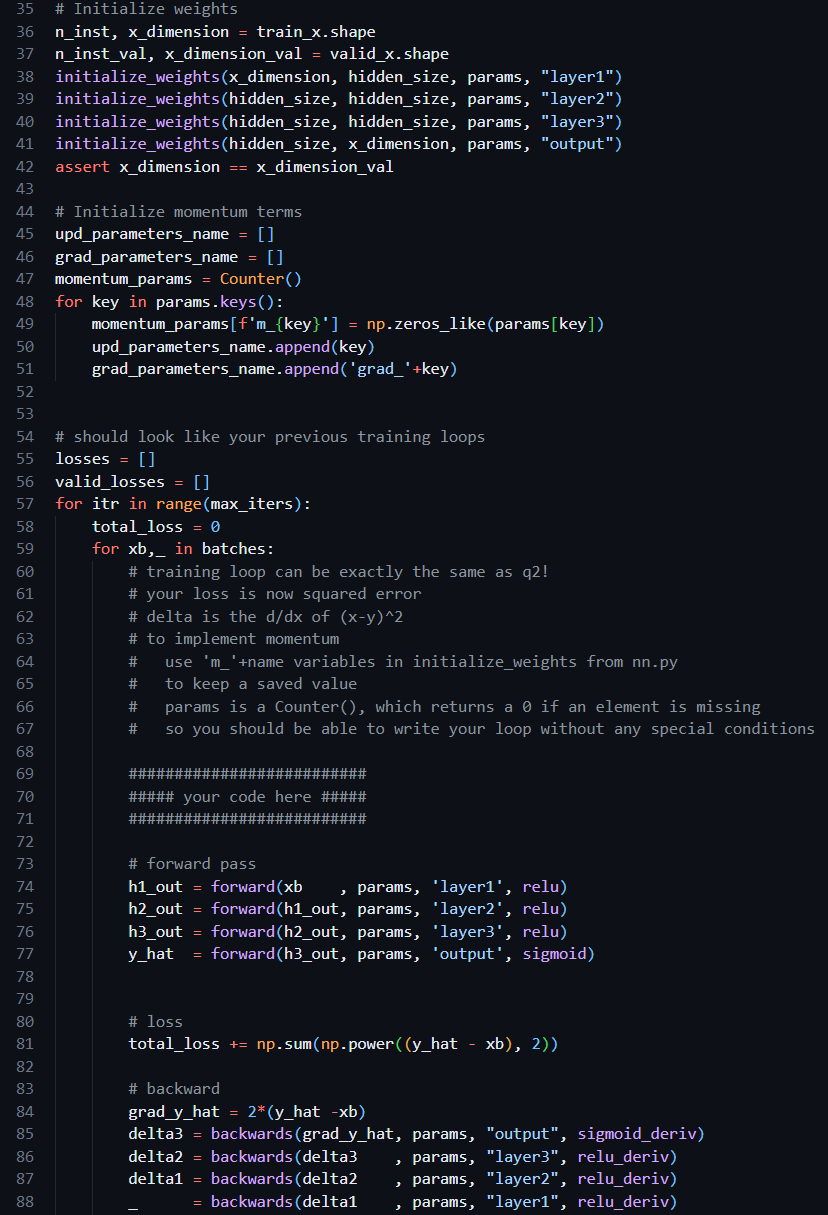 35 # Initialize weights
36 n_inst, x_dimension = train_x.shape
37 n_inst_val, x_dimension_val = valid_x.shape
38 initialize_weights(x_dimension, hidden_size, params, "layer1")
39 initialize_weights(hidden_size, hidden_size, params, "layer2")
40 initialize_weights(hidden_size, hidden_size, params, "layer3")
41 initialize_weights(hidden_size, x_dimension, params, "output")
42 assert x_dimension == x_dimension_val
43
44 # Initialize momentum terms
45 upd_parameters_name = []
46 grad_parameters_name = []
47 momentum_params = Counter()
48 for key in params.keys():
49     momentum_params[f'm_{key}'] = np.zeros_like(params[key])
50     upd_parameters_name.append(key)
51     grad_parameters_name.append('grad_'+key)
52
53
54 # should look like your previous training loops
55 losses = []
56 valid_losses = []
57 for itr in range(max_iters):
58     total_loss = 0
59     for xb,_ in batches:
60         # training loop can be exactly the same as q2!
61         # your loss is now squared error
62         # delta is the d/dx of (x-y)^2
63         # to implement momentum
64         #   use 'm_'+name variables in initialize_weights from nn.py
65         #   to keep a saved value
66         #   params is a Counter(), which returns a 0 if an element is missing
67         #   so you should be able to write your loop without any special conditions
68
69         ##########################
70         ##### your code here #####
71         ##########################
72
73         # forward pass
74         h1_out = forward(xb    , params, 'layer1', relu)
75         h2_out = forward(h1_out, params, 'layer2', relu)
76         h3_out = forward(h2_out, params, 'layer3', relu)
77         y_hat  = forward(h3_out, params, 'output', sigmoid)
78
79
80         # loss
81         total_loss += np.sum(np.power((y_hat - xb), 2))
82
83         # backward
84         grad_y_hat = 2*(y_hat -xb)
85         delta3 = backwards(grad_y_hat, params, "output", sigmoid_deriv)
86         delta2 = backwards(delta3    , params, "layer3", relu_deriv)
87         delta1 = backwards(delta2    , params, "layer2", relu_deriv)
88         _      = backwards(delta1    , params, "layer1", relu_deriv)